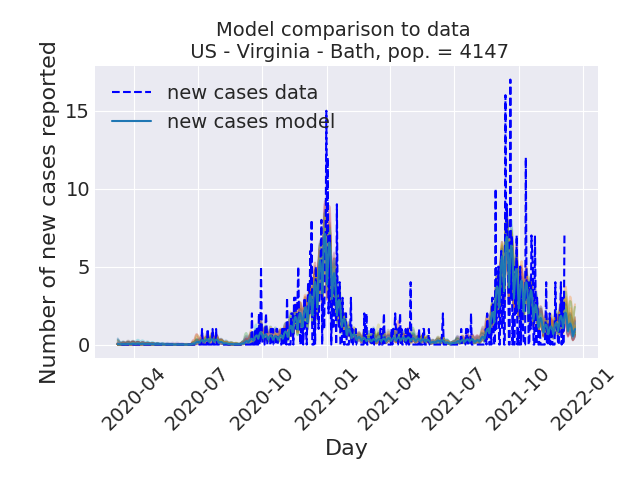 Model comparison to data
US - Virginia - Bath, pop. = 4147
new cases data
new cases model
Number of new cases reported
15
10
5
0
2020-04
2020-07
2020-10
2021-01
2021-04
2021-07
2021-10
2022-01
Day